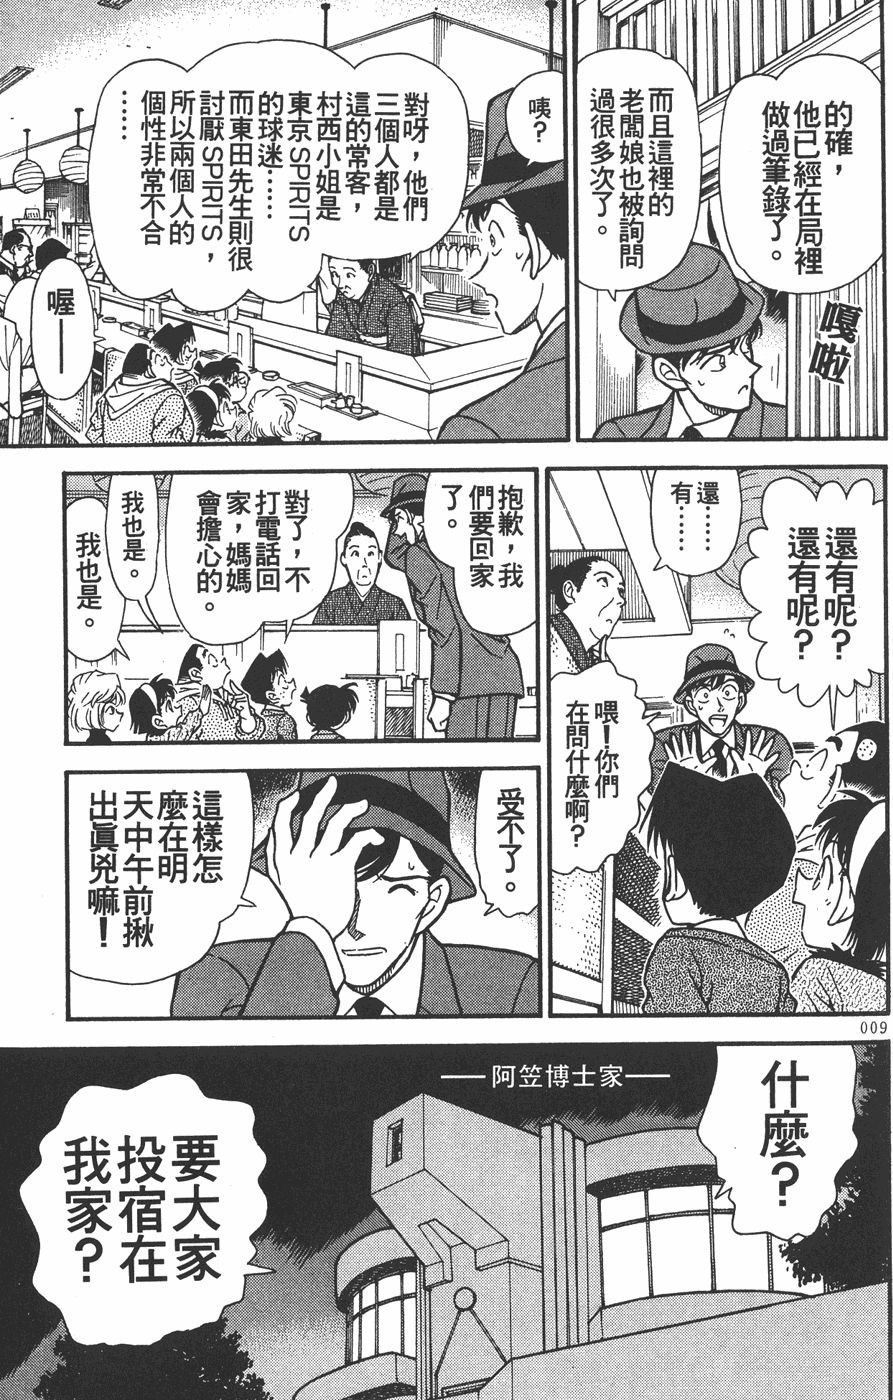 的確，
他已經在局裡
做過筆錄了。
而且這裡的
老闆娘也被詢問
過很多次了。
嘎啦
咦？
對呀，他們
三個人都是
這的常客，
村西小姐是
東京SPIRITS
的球迷……
而東田先生則很
討厭SPIRITS，
所以兩個人的
個性非常不合
……
喔——
還有呢？
還有呢？
還……
有……
喂！你們
在問什麼啊？
抱歉，我
們要回家
了。
對了，不
打電話回
家，媽媽
會擔心的。
我也是。
我也是。
受不了。
這樣怎
麼在明
天中午前揪
出眞兇嘛！
009
——阿笠博士家——
什麼？
要大家
投宿在
我家？